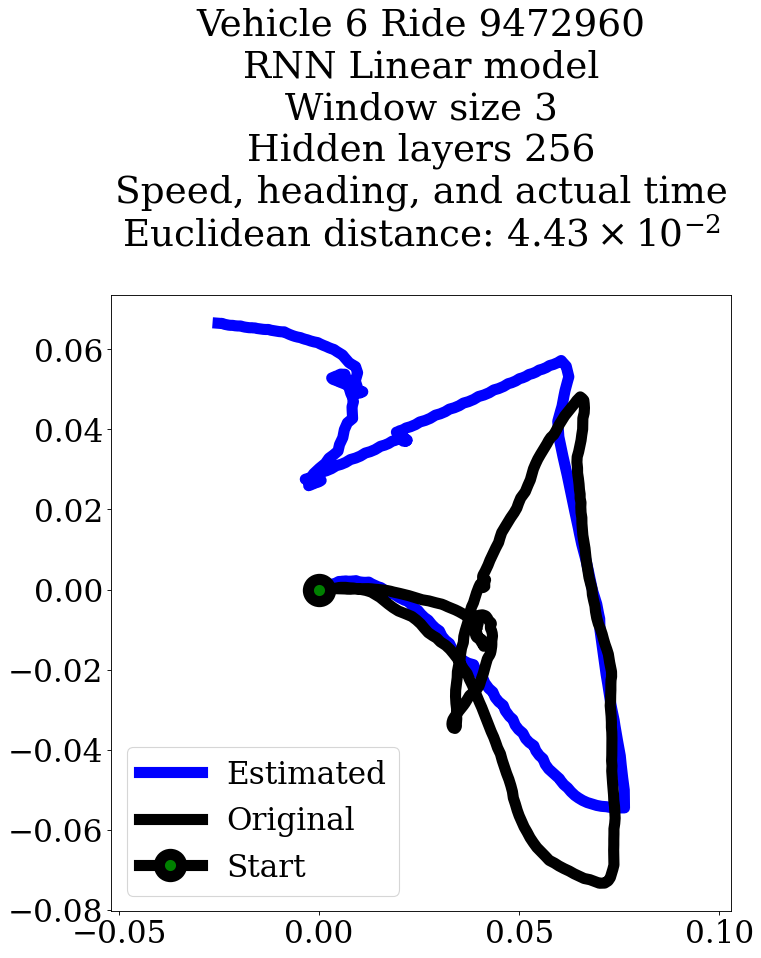 Vehicle 6 Ride 9472960
RNN Linear model
Window size 3
Hidden layers 256
Speed, heading, and actual time
Euclidean distance: 4.43 × 10⁻²
0.06
0.04
0.02
0.00
−0.02
−0.04
−0.06
−0.08
Estimated
Original
Start
−0.05 0.00 0.05 0.10